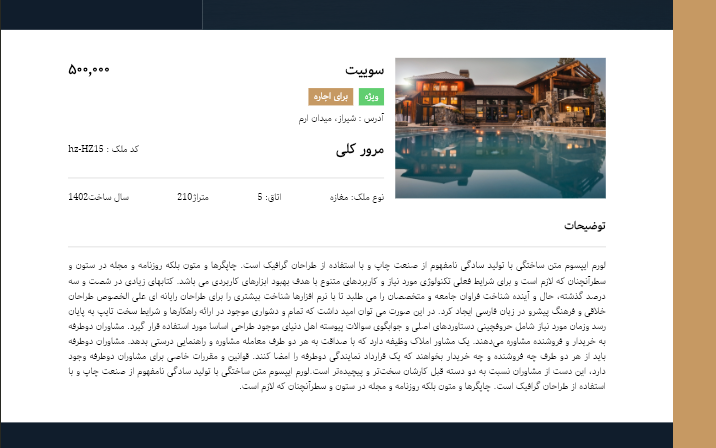 سوییت
۵۰۰,۰۰۰
ویژه
برای اجاره
آدرس : شیراز، میدان ارم
مرور کلی
کد ملک : hz-HZ15
نوع ملک: مغازه
اتاق: 5
متراژ210
سال ساخت1402
توضیحات
لورم ایپسوم متن ساختگی با تولید سادگی نامفهوم از صنعت چاپ و با استفاده از طراحان گرافیک است. چاپگرها و متون بلکه روزنامه و مجله در ستون و
سطرآنچنان که لازم است و برای شرایط فعلی تکنولوژی مورد نیاز و کاربردهای متنوع با هدف بهبود ابزارهای کاربردی می باشد. کتابهای زیادی در شصت و سه
درصد گذشته، حال و آینده شناخت فراوان جامعه و متخصصان را می طلبد تا با نرم افزارها شناخت بیشتری را برای طراحان رایانه ای علی الخصوص طراحان
خلاقی و فرهنگ پیشرو در زبان فارسی ایجاد کرد. در این صورت می توان امید داشت که تمام و دشواری موجود در ارائه راهکارها و شرایط سخت تایپ به پایان
رسد وزمان مورد نیاز شامل حروفچینی دستاوردهای اصلی و جوابگوی سوالات پیوسته اهل دنیای موجود طراحی اساسا مورد استفاده قرار گیرد. مشاوران دوطرفه
به خریدار و فروشنده مشاوره می‌دهند. یک مشاور املاک وظیفه دارد که با صداقت به هر دو طرف معامله مشاوره و راهنمایی درستی بدهد. مشاوران دوطرفه
باید از هر دو طرف چه فروشنده و چه خریدار بخواهند که یک قرارداد نمایندگی دوطرفه را امضا کنند. قوانین و مقررات خاصی برای مشاوران دوطرفه وجود
دارد، این دست از مشاوران نسبت به دو دسته قبل کارشان سخت‌تر و پیچیده‌تر است.لورم ایپسوم متن ساختگی با تولید سادگی نامفهوم از صنعت چاپ و با
استفاده از طراحان گرافیک است. چاپگرها و متون بلکه روزنامه و مجله در ستون و سطرآنچنان که لازم است.